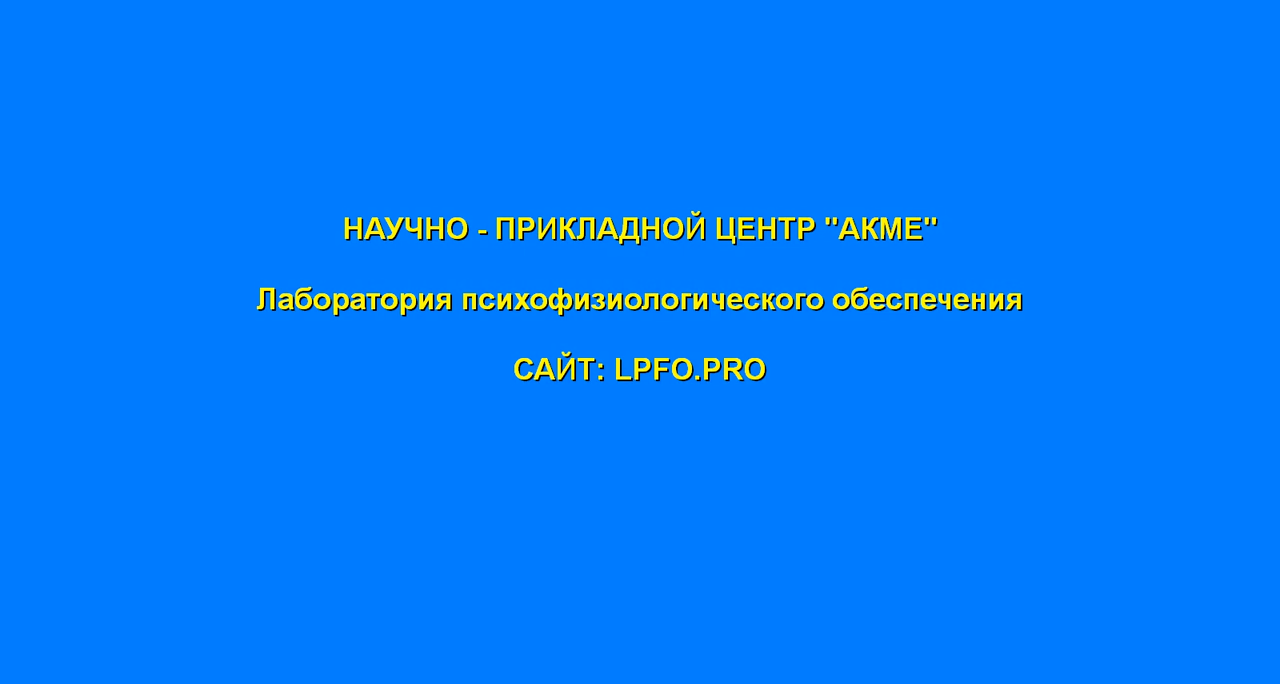 НАУЧНО - ПРИКЛАДНОЙ ЦЕНТР "АКМЕ"
Лаборатория психофизиологического обеспечения
САЙТ: LPFO.PRO